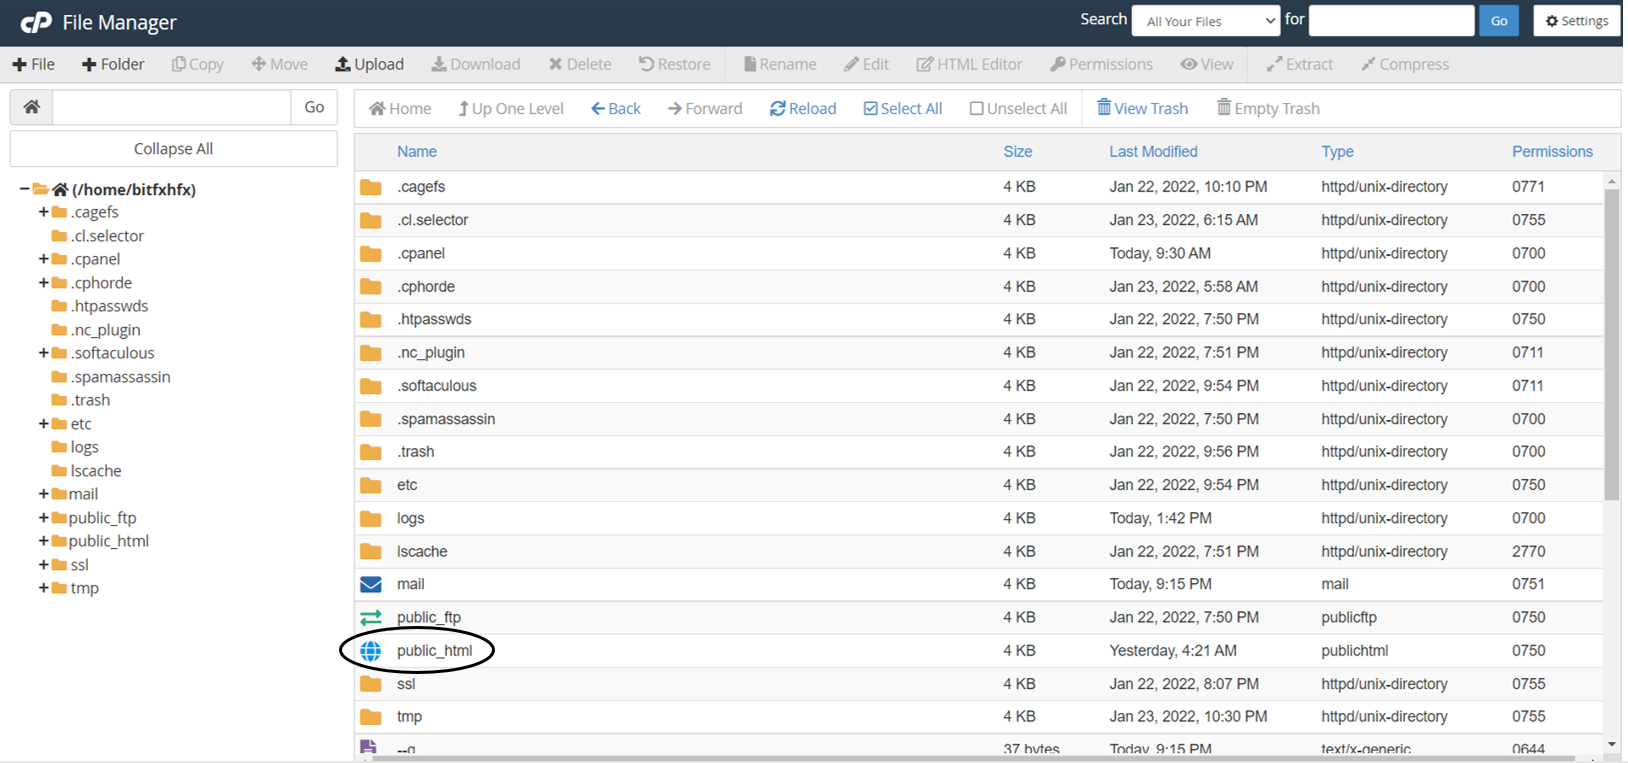 cP File Manager
Search All Your Files for Go Settings
File Folder Copy Move Upload Download Delete Restore Rename Edit HTML Editor Permissions View Extract Compress
Go
Home Up One Level Back Forward Reload Select All Unselect All View Trash Empty Trash
Collapse All
(/home/bitfxhfx)
.cagefs
.cl.selector
.cpanel
.cphorde
.htpasswds
.nc_plugin
.softaculous
.spamassassin
.trash
etc
logs
lscache
mail
public_ftp
public_html
ssl
tmp
Name Size Last Modified Type Permissions
.cagefs 4 KB Jan 22, 2022, 10:10 PM httpd/unix-directory 0771
.cl.selector 4 KB Jan 23, 2022, 6:15 AM httpd/unix-directory 0755
.cpanel 4 KB Today, 9:30 AM httpd/unix-directory 0700
.cphorde 4 KB Jan 23, 2022, 5:58 AM httpd/unix-directory 0700
.htpasswds 4 KB Jan 22, 2022, 7:50 PM httpd/unix-directory 0750
.nc_plugin 4 KB Jan 22, 2022, 7:51 PM httpd/unix-directory 0711
.softaculous 4 KB Jan 22, 2022, 9:54 PM httpd/unix-directory 0711
.spamassassin 4 KB Jan 22, 2022, 7:50 PM httpd/unix-directory 0700
.trash 4 KB Jan 22, 2022, 9:56 PM httpd/unix-directory 0700
etc 4 KB Jan 22, 2022, 9:54 PM httpd/unix-directory 0750
logs 4 KB Today, 1:42 PM httpd/unix-directory 0700
lscache 4 KB Jan 22, 2022, 7:51 PM httpd/unix-directory 2770
mail 4 KB Today, 9:15 PM mail 0751
public_ftp 4 KB Jan 22, 2022, 7:50 PM publicftp 0750
public_html 4 KB Yesterday, 4:21 AM publichtml 0750
ssl 4 KB Jan 22, 2022, 8:07 PM httpd/unix-directory 0755
tmp 4 KB Jan 23, 2022, 10:30 PM httpd/unix-directory 0755
37 bytes Today, 9:15 PM text/x-generic 0644